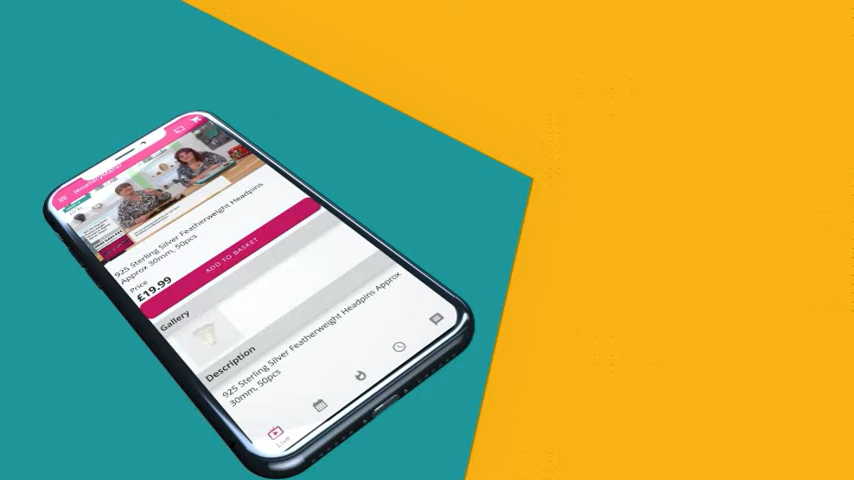 925 Sterling Silver Featherweight Headpins
Approx 30mm, 50pcs
Price
£19.99
ADD TO BASKET
Gallery
Description
925 Sterling Silver Featherweight Headpins Approx
30mm, 50pcs
Live